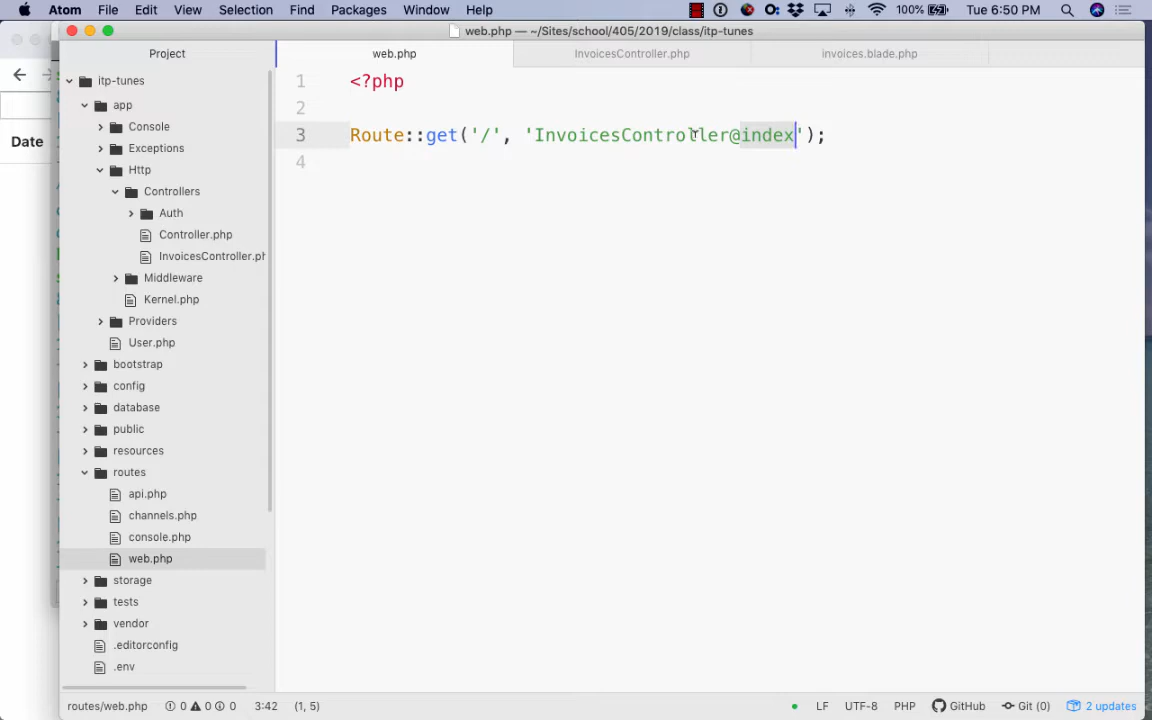 Atom File Edit View Selection Find Packages Window Help 100% Tue 6:50 PM
web.php — ~/Sites/school/405/2019/class/itp-tunes
Project
web.php InvoicesController.php invoices.blade.php
itp-tunes
app
Console
Exceptions
Http
Controllers
Auth
Controller.php
InvoicesController.ph
Middleware
Kernel.php
Providers
User.php
bootstrap
config
database
public
resources
routes
api.php
channels.php
console.php
web.php
storage
tests
vendor
.editorconfig
.env
1 <?php
2
3 Route::get('/', 'InvoicesController@index');
4
Date
routes/web.php 0 0 0 3:42 (1, 5) LF UTF-8 PHP GitHub Git (0) 2 updates